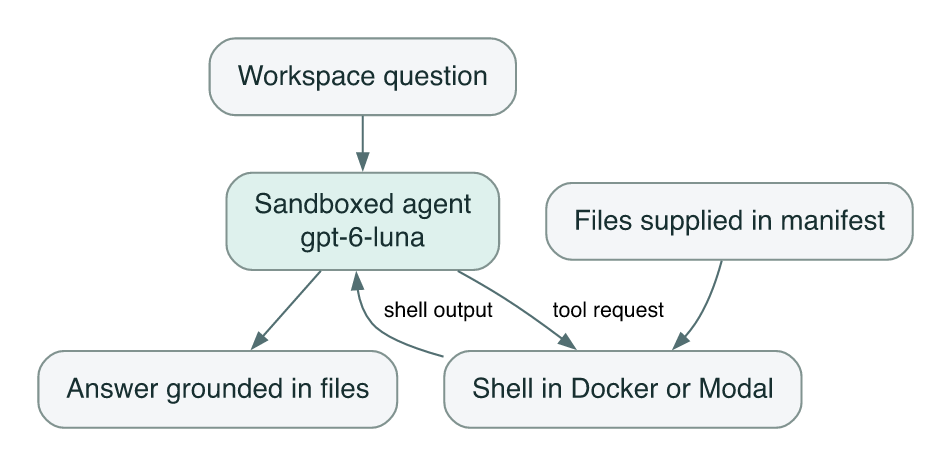 Workspace question
Sandboxed agent
gpt-6-luna
Files supplied in manifest
shell output
tool request
Answer grounded in files
Shell in Docker or Modal